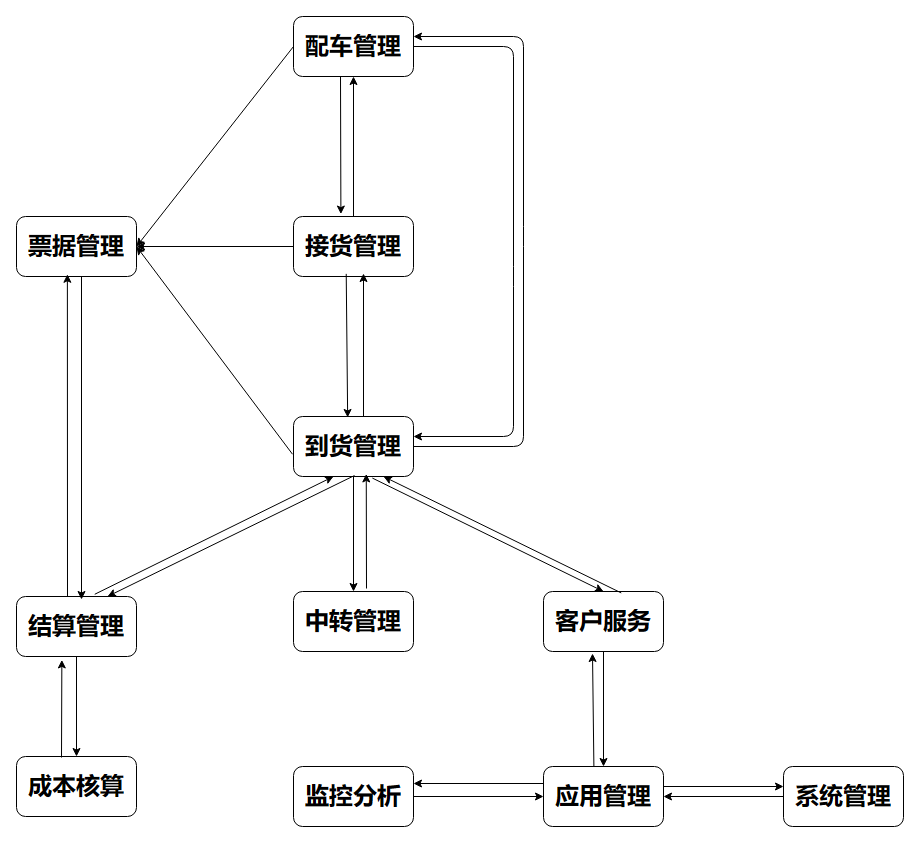 配车管理
票据管理
接货管理
到货管理
结算管理
中转管理
客户服务
成本核算
监控分析
应用管理
系统管理